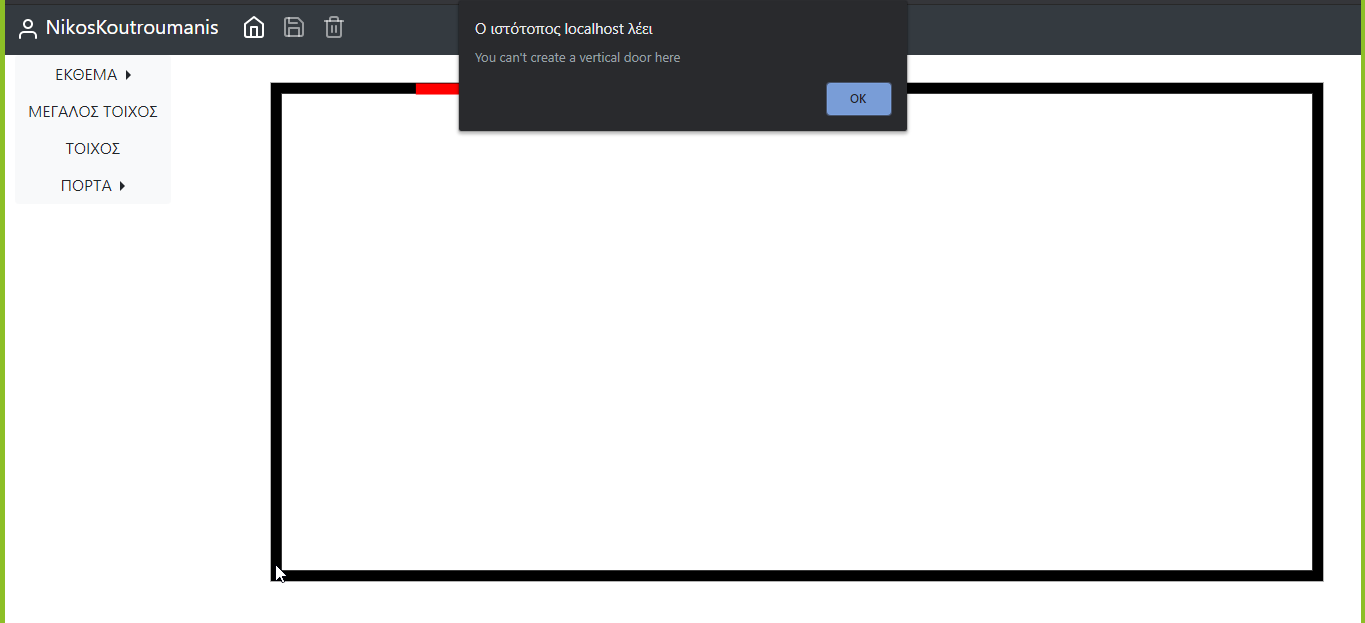 NikosKoutroumanis
Ο ιστότοπος localhost λέει
You can't create a vertical door here
OK
ΕΚΘΕΜΑ
ΜΕΓΑΛΟΣ ΤΟΙΧΟΣ
ΤΟΙΧΟΣ
ΠΟΡΤΑ